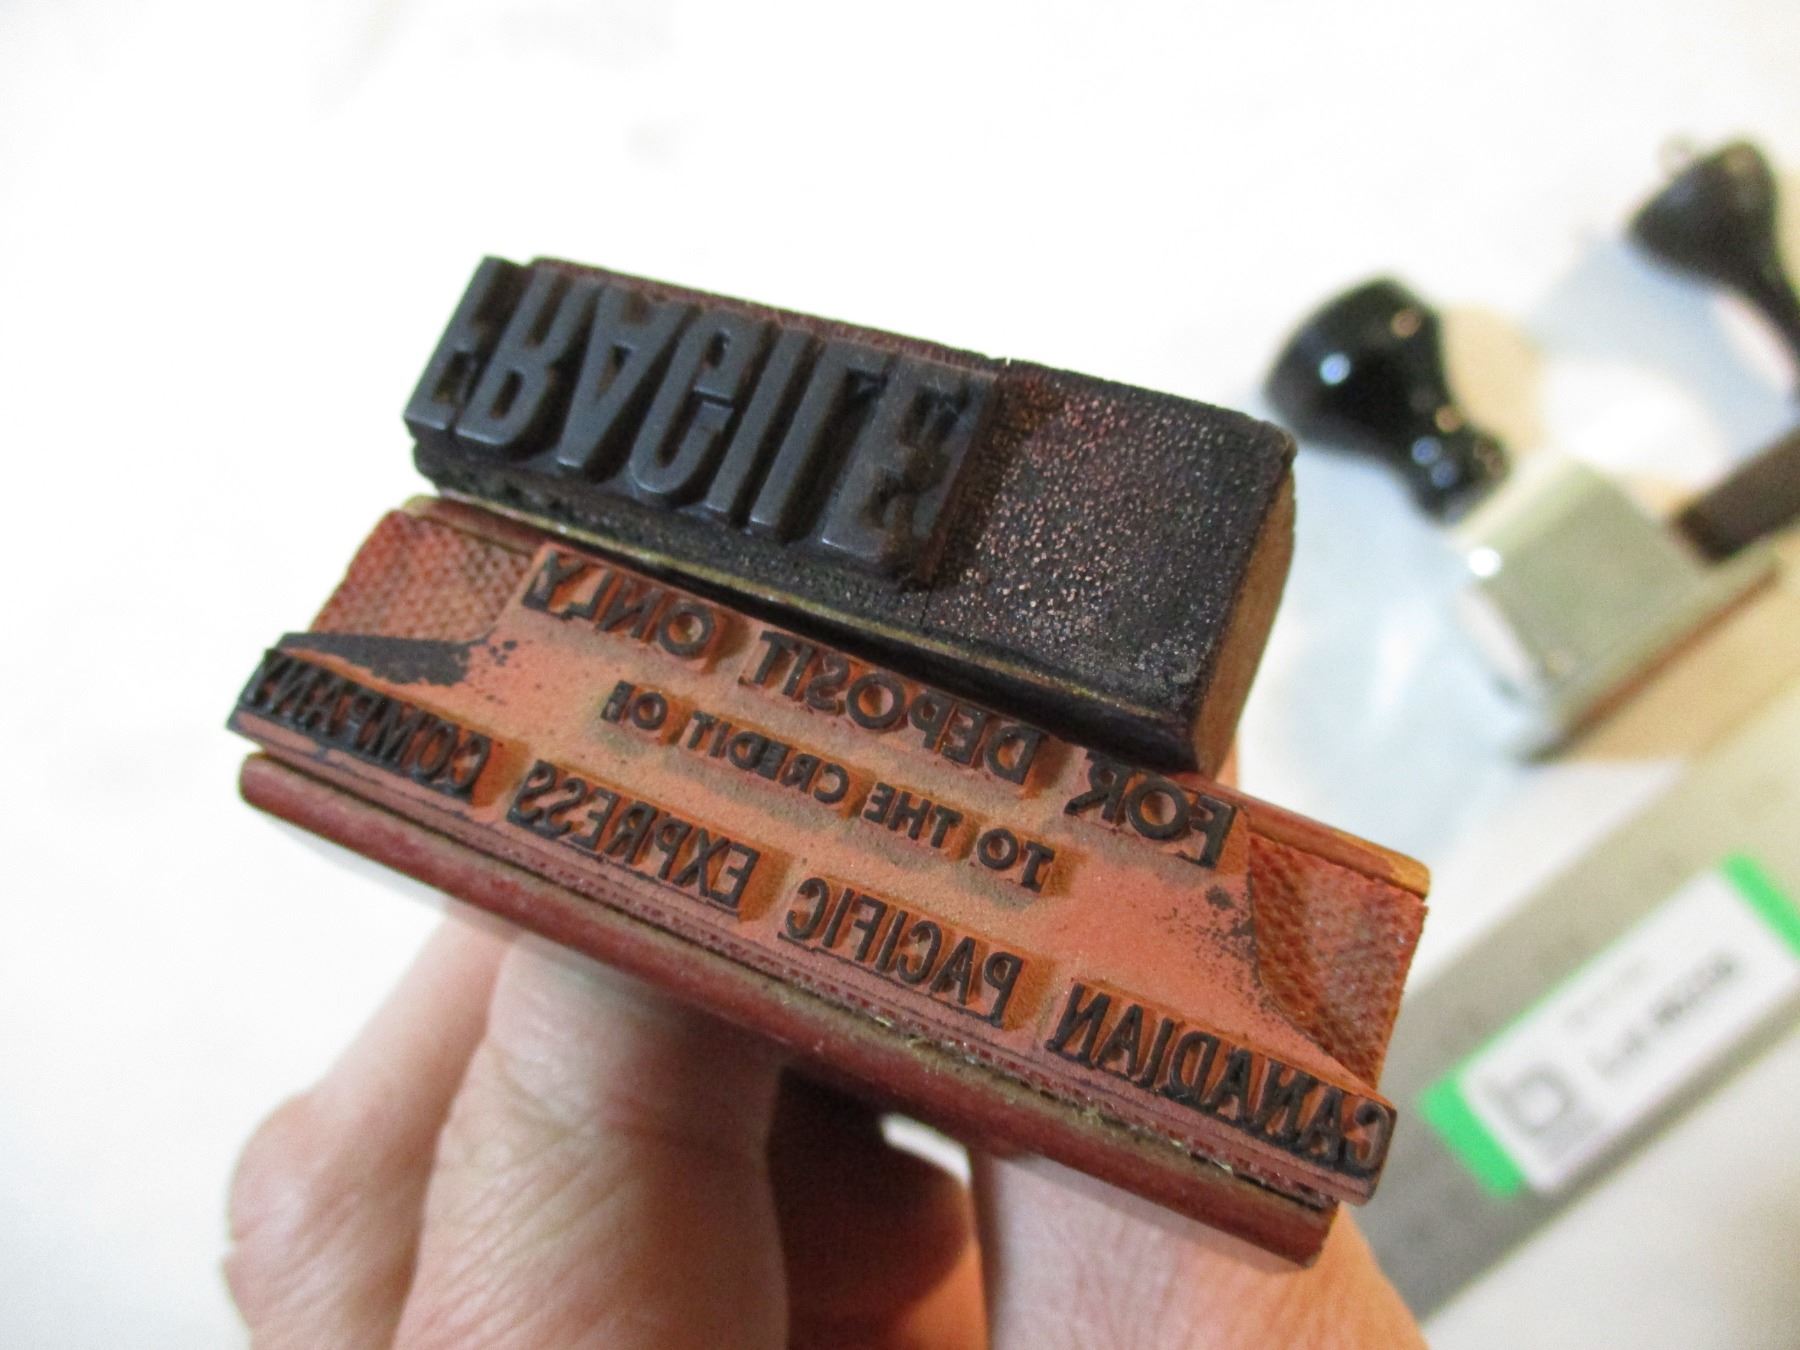 FRAGILE
FOR DEPOSIT ONLY
TO THE CREDIT OF
CANADIAN PACIFIC EXPRESS COMPANY